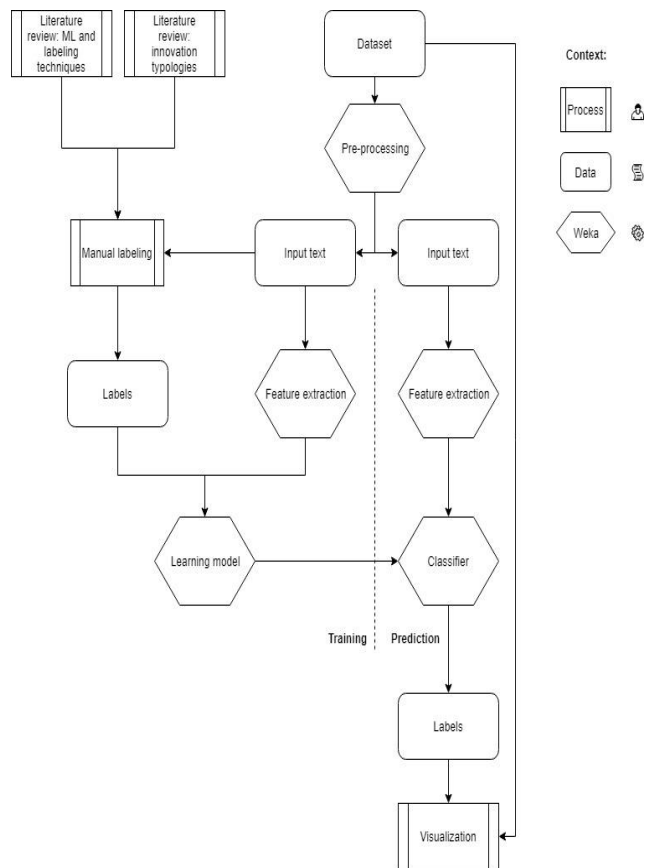 Literature
review: ML and
labeling
techniques
Literature
review:
innovation
typologies
Dataset
Context:
Process
Pre-processing
Data
Weka
Manual labeling
Input text
Input text
Labels
Feature extraction
Feature extraction
Learning model
Classifier
Training
Prediction
Labels
Visualization